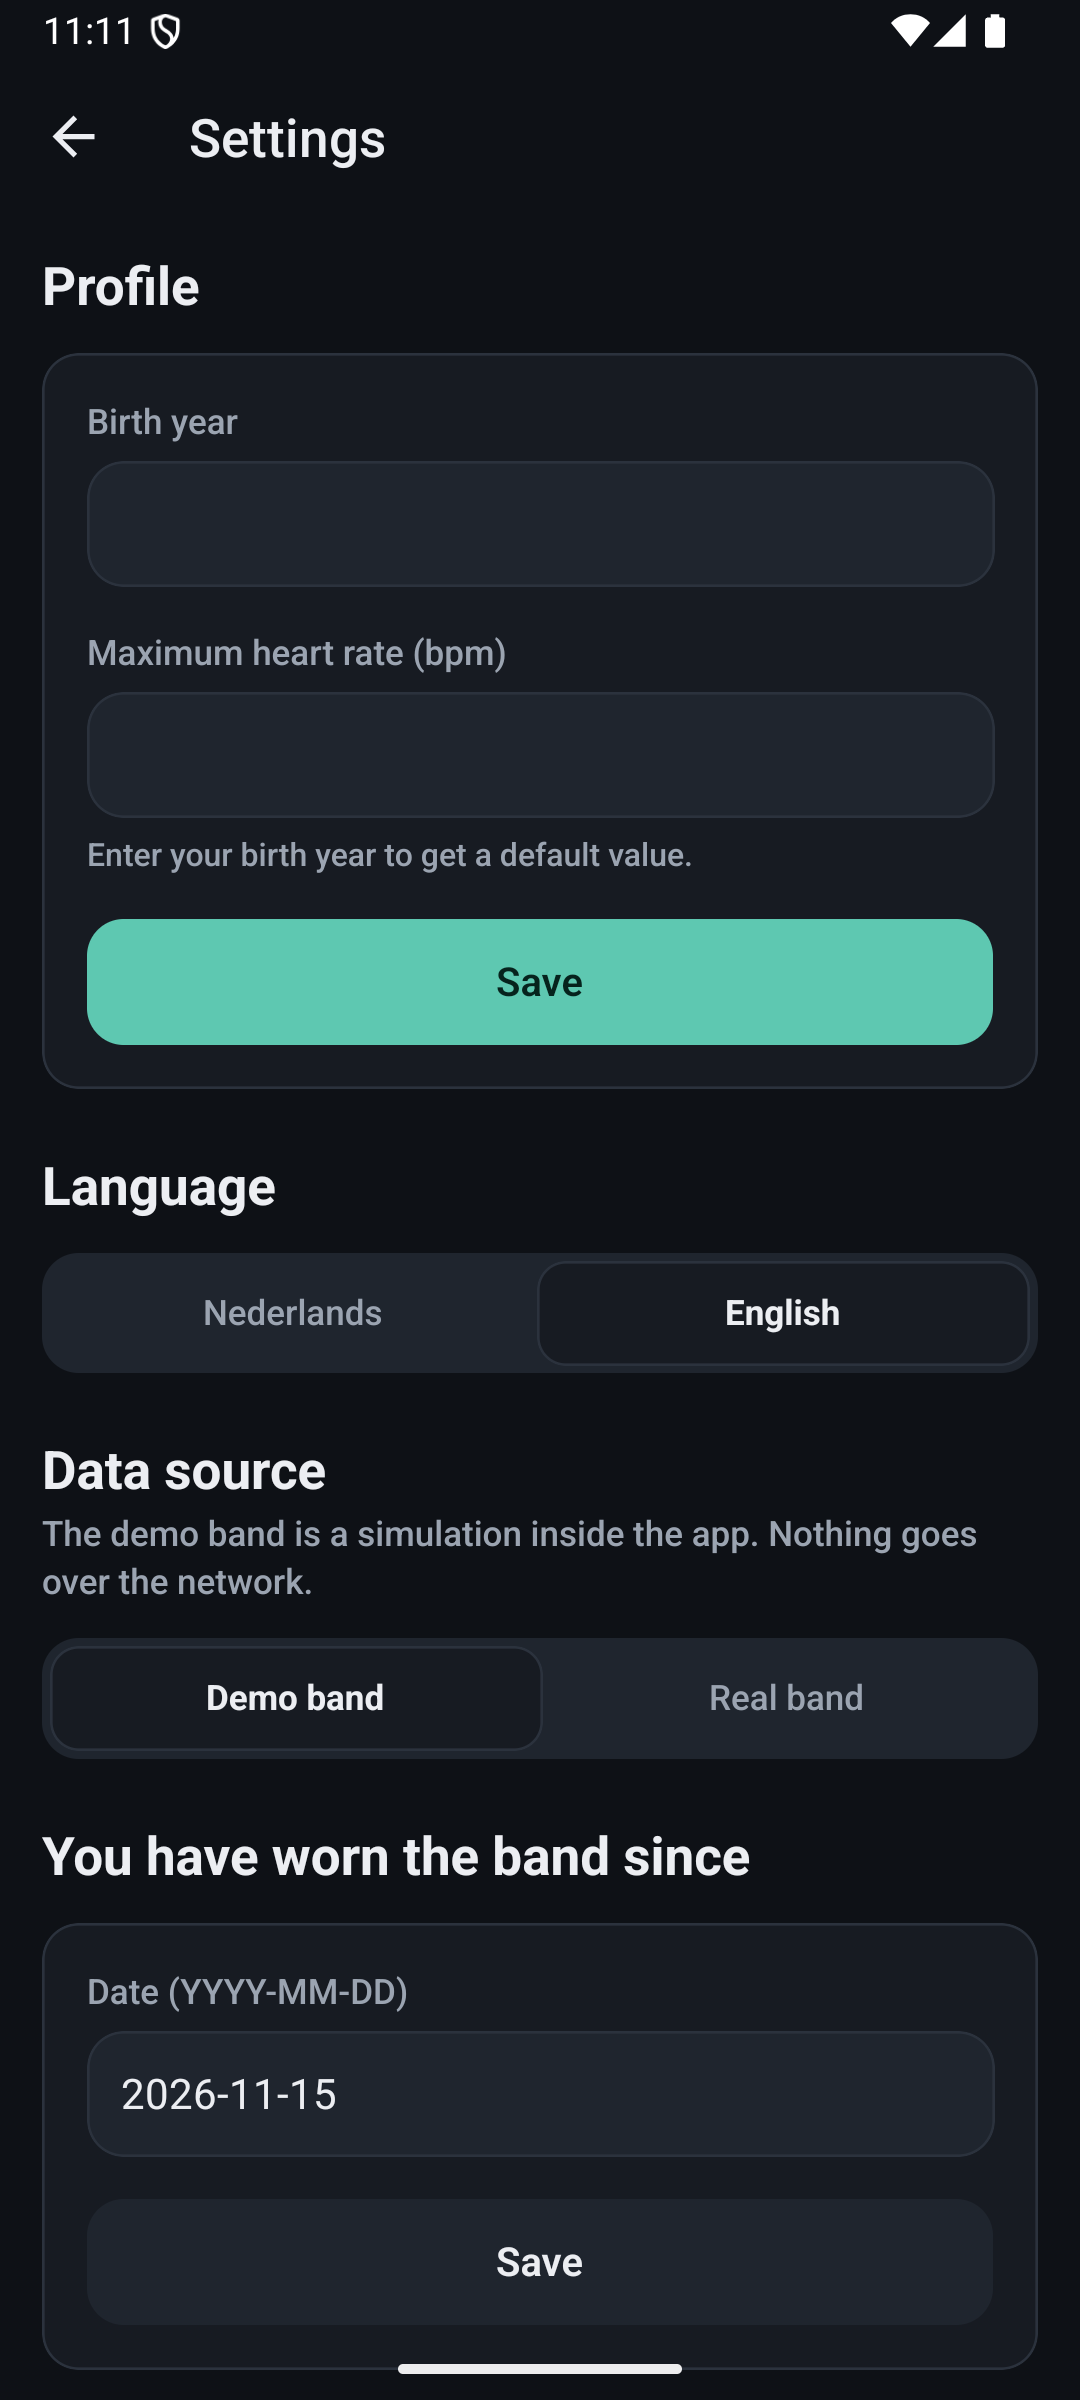 11:11
Settings
Profile
Birth year
Maximum heart rate (bpm)
Enter your birth year to get a default value.
Save
Language
Nederlands English
Data source
The demo band is a simulation inside the app. Nothing goes
over the network.
Demo band Real band
You have worn the band since
Date (YYYY-MM-DD)
2026-11-15
Save